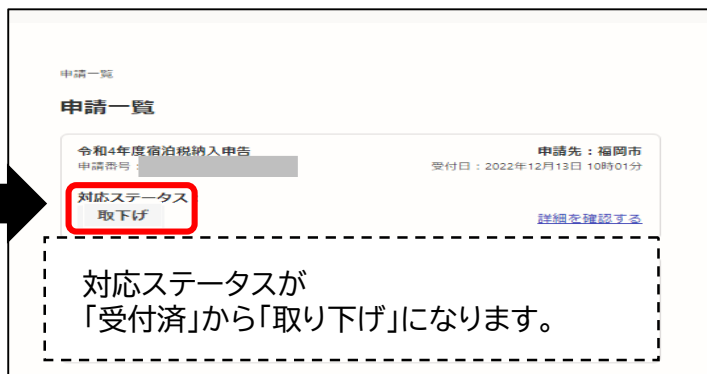 申請一覧
申請一覧
令和4年度宿泊税納入申告
申請先：福岡市
申請番号：
受付日：2022年12月13日 10時01分
対応ステータス
取下げ
詳細を確認する
対応ステータスが
「受付済」から「取り下げ」になります。